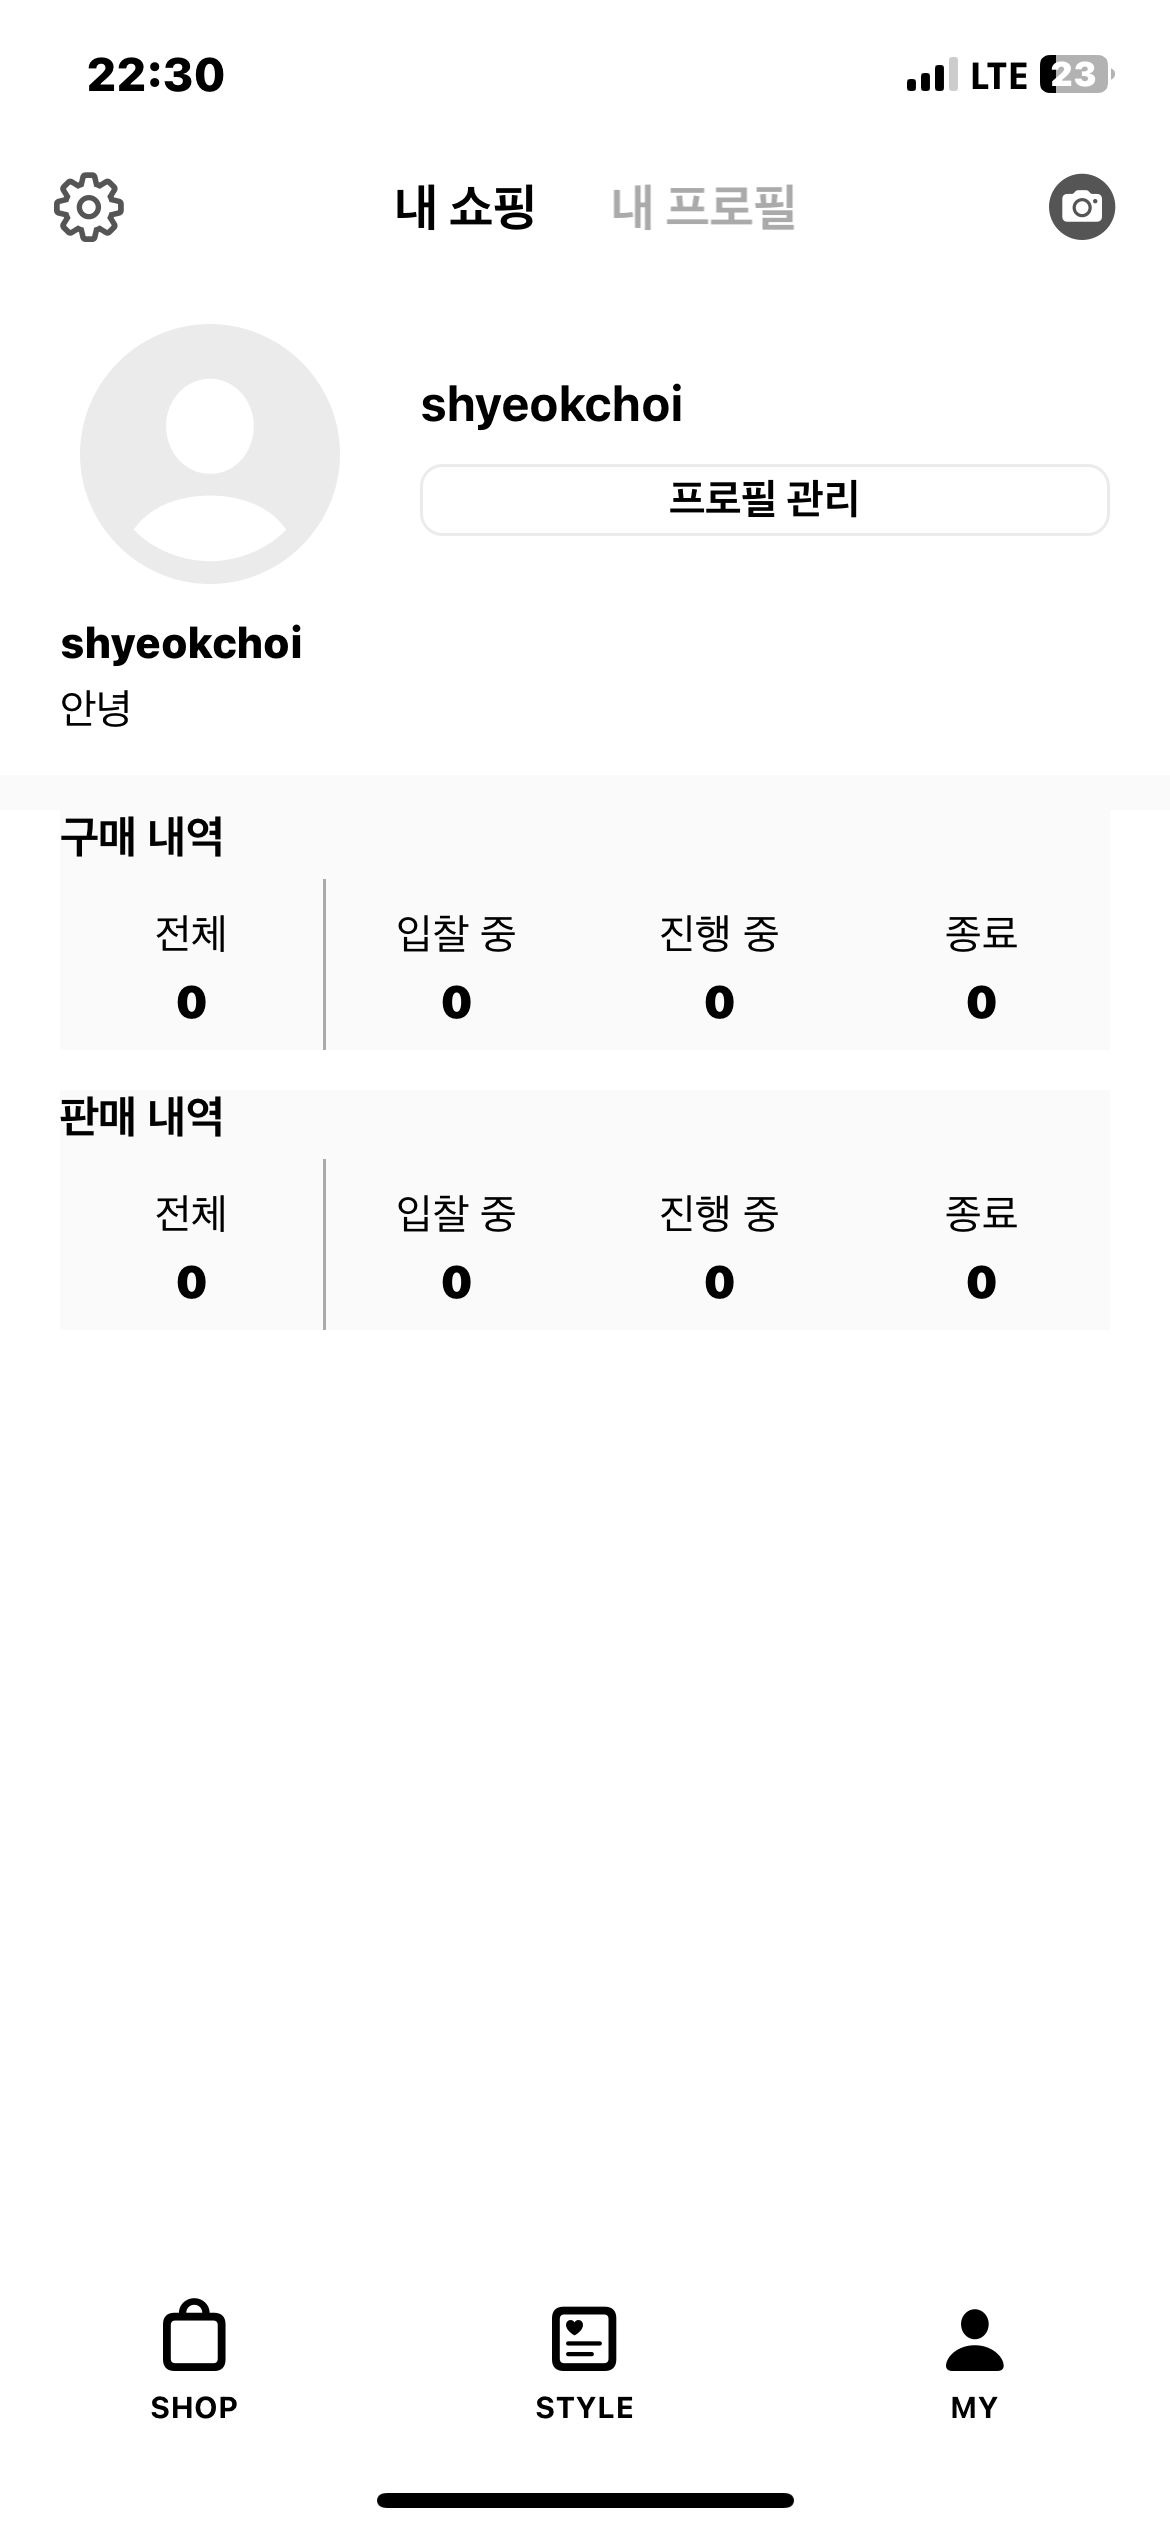 22:30 LTE 23
내 쇼핑 내 프로필
shyeokchoi
프로필 관리
shyeokchoi
안녕
구매 내역
전체 입찰 중 진행 중 종료
0 0 0 0
판매 내역
전체 입찰 중 진행 중 종료
0 0 0 0
SHOP STYLE MY